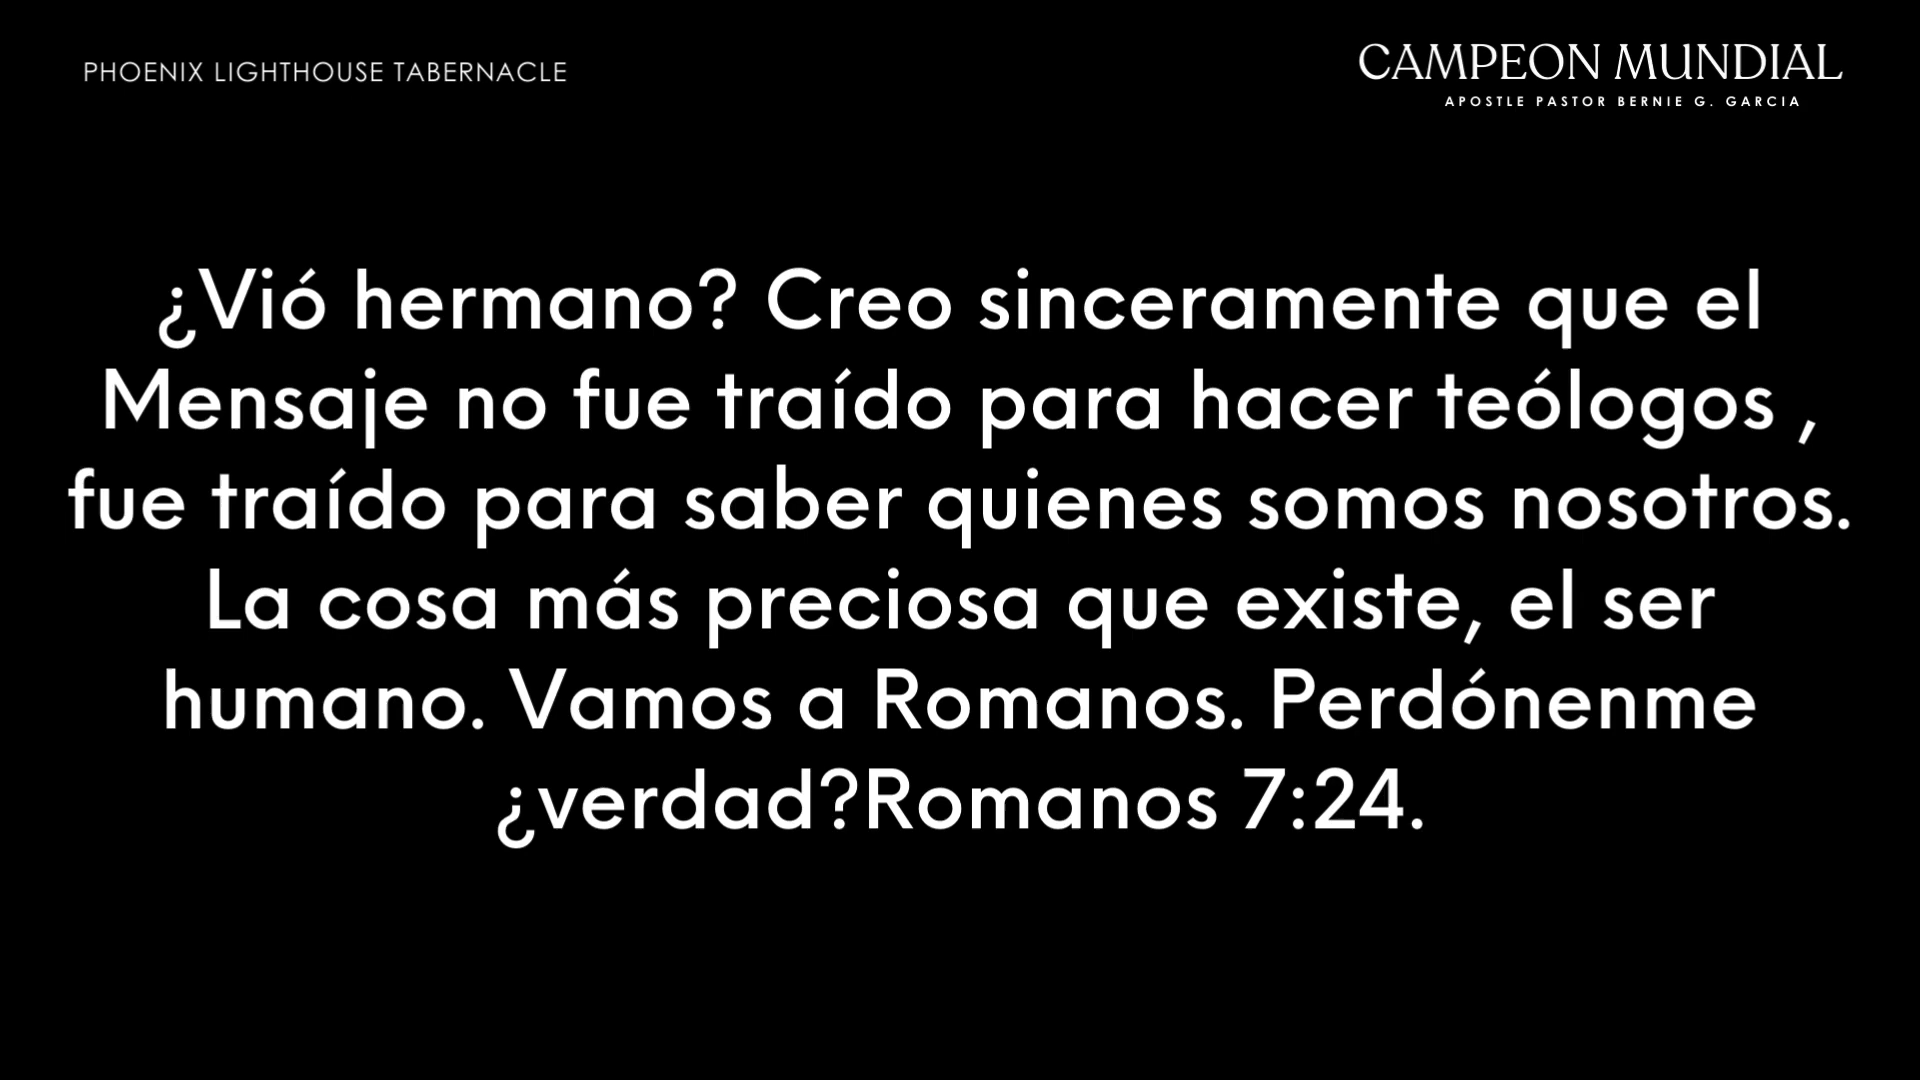 PHOENIX LIGHTHOUSE TABERNACLE
CAMPEON MUNDIAL
APOSTLE PASTOR BERNIE G. GARCIA
¿Vió hermano? Creo sinceramente que el
Mensaje no fue traído para hacer teólogos ,
fue traído para saber quienes somos nosotros.
La cosa más preciosa que existe, el ser
humano. Vamos a Romanos. Perdónenme
¿verdad?Romanos 7:24.